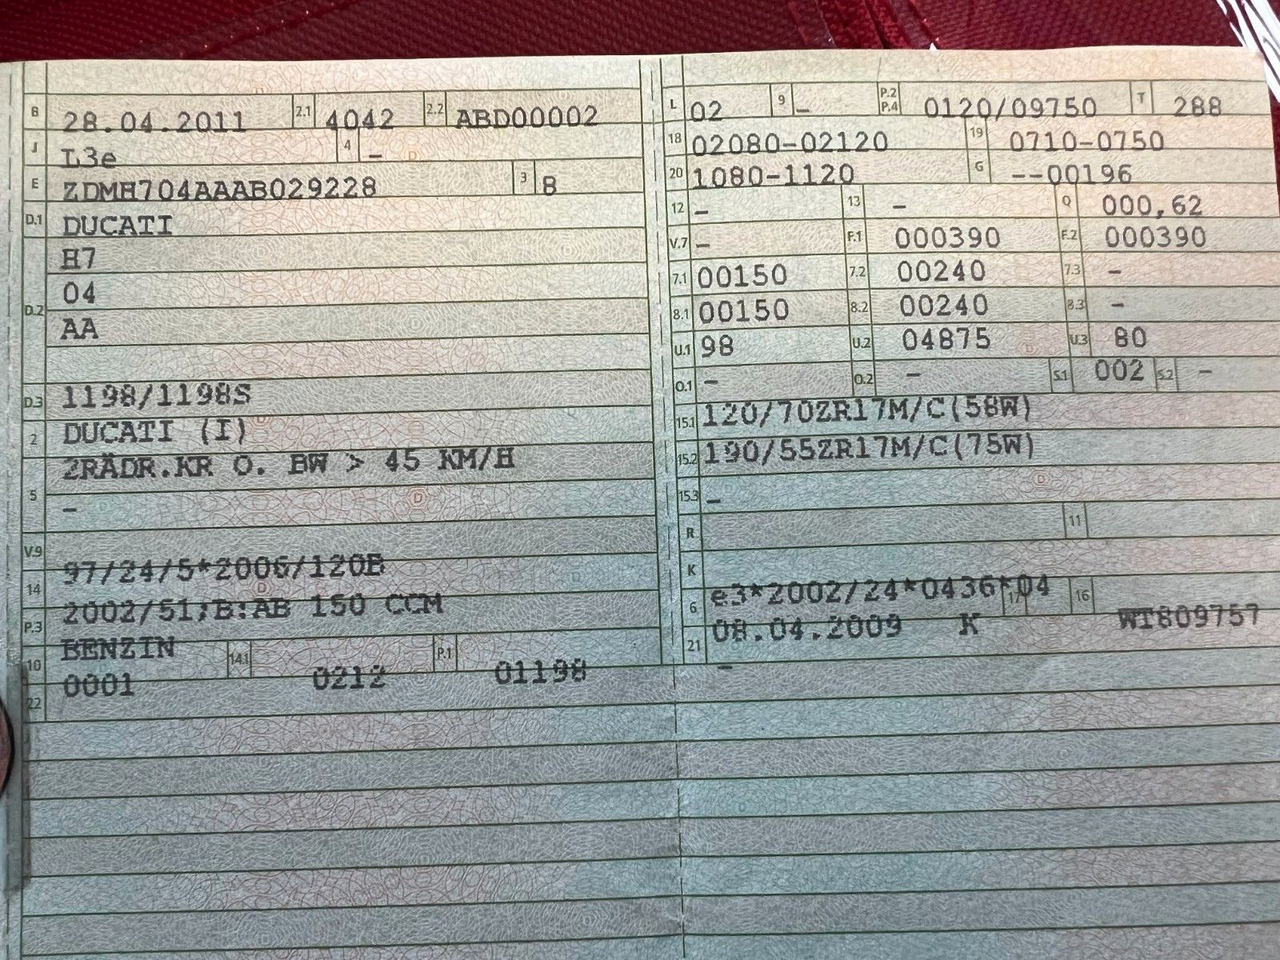 B 28.04.2011 2.1 4042 2.2 ABD00002
J L3e 4 -
E ZDMH704AAAB029228 3 B
D.1 DUCATI
D.2 H7
04
AA
D.3 1198/1198S
2 DUCATI (I)
5 ZRÄDR.KR O. BW > 45 KM/H
-
V.9 97/24/5*2006/120B
14 2002/51;B:AB 150 CCM
P.3 BENZIN
10 0001 14.1 0212 P.1 01198
22
L 02 9 - P.2 P.4 0120/09750 T 288
18 02080-02120 19 0710-0750
20 1080-1120 G --00196
12 - 13 - Q 000,62
V.7 - F.1 000390 F.2 000390
7.1 00150 7.2 00240 7.3 -
8.1 00150 8.2 00240 8.3 -
U.1 98 U.2 04875 U.3 80
O.1 - O.2 - S.1 002 S.2 -
15.1 120/70ZR17M/C(58W)
15.2 190/55ZR17M/C(75W)
15.3 -
R 11
K e3*2002/24*0436*04
6 08.04.2009 17 K 16 WT809757
21 -